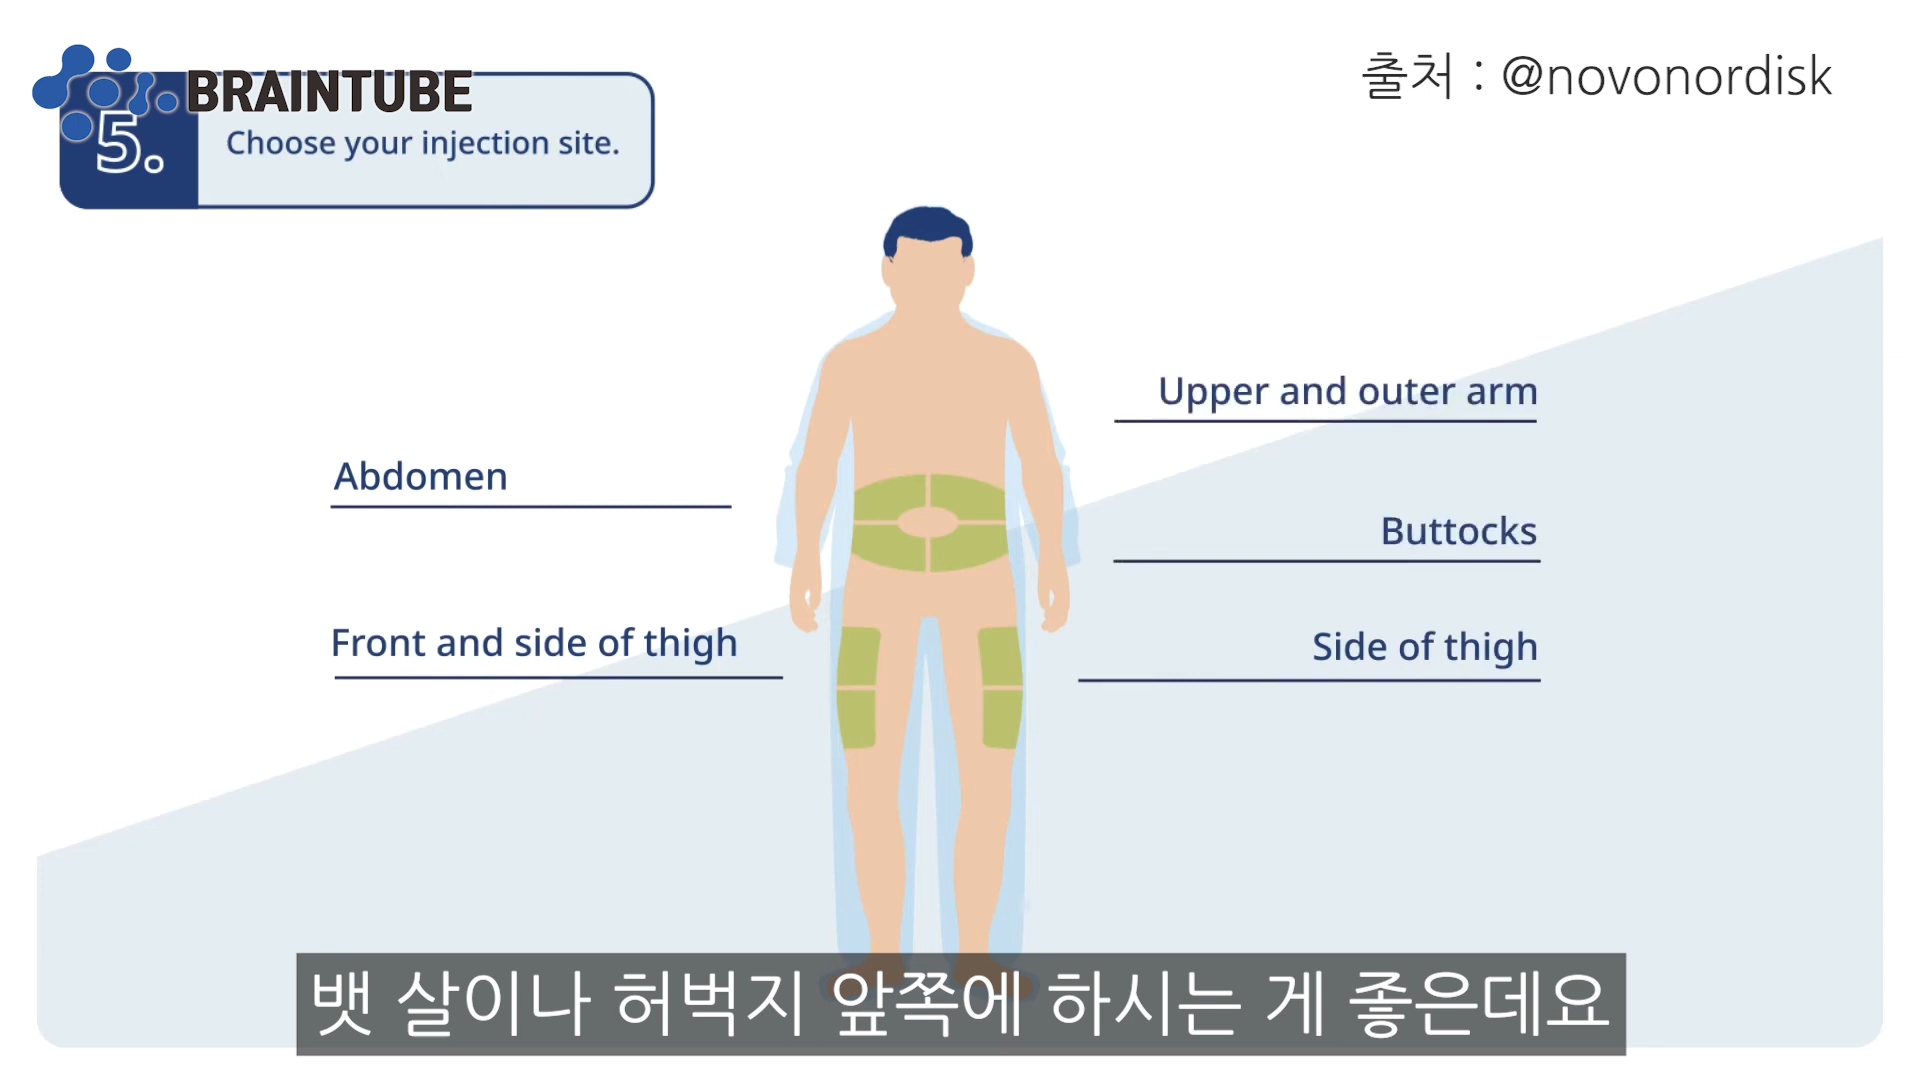 BRAINTUBE
출처 : @novonordisk
5.
Choose your injection site.
Upper and outer arm
Abdomen
Buttocks
Front and side of thigh
Side of thigh
뱃 살이나 허벅지 앞쪽에 하시는 게 좋은데요